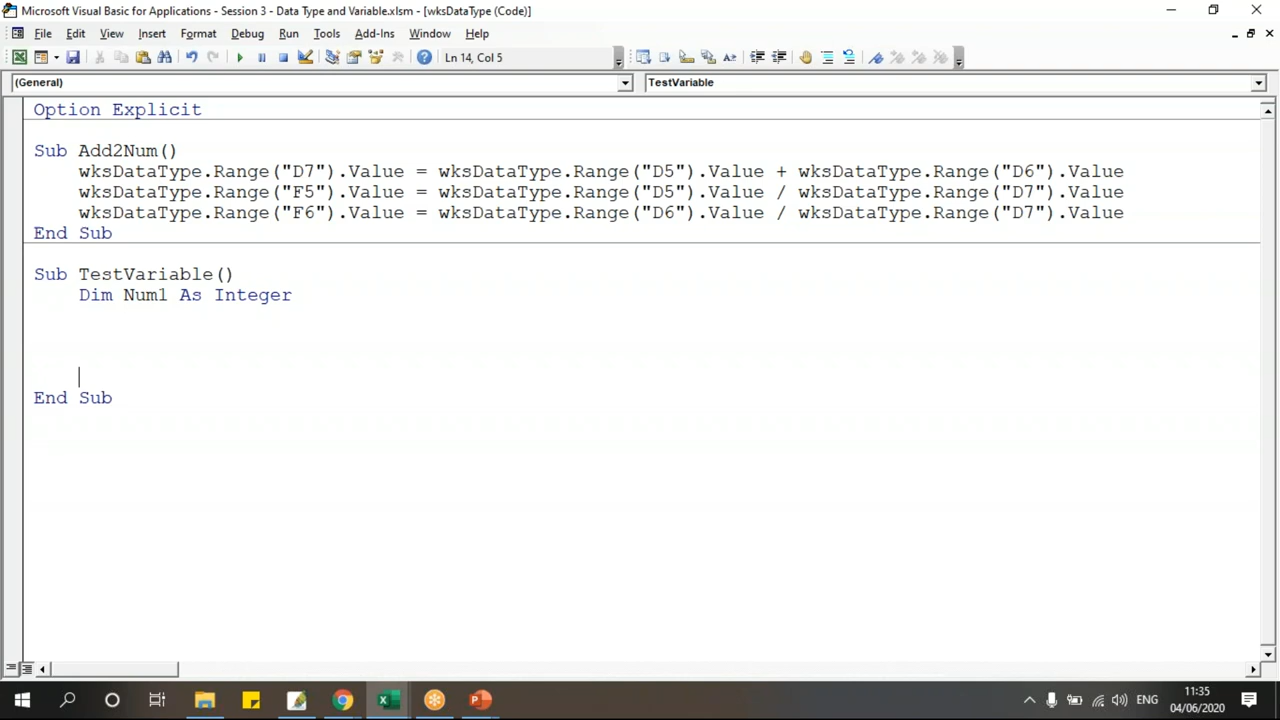 Microsoft Visual Basic for Applications - Session 3 - Data Type and Variable.xlsm - [wksDataType (Code)]
File Edit View Insert Format Debug Run Tools Add-Ins Window Help
Ln 14, Col 5
(General) TestVariable
Option Explicit
Sub Add2Num()
wksDataType.Range("D7").Value = wksDataType.Range("D5").Value + wksDataType.Range("D6").Value
wksDataType.Range("F5").Value = wksDataType.Range("D5").Value / wksDataType.Range("D7").Value
wksDataType.Range("F6").Value = wksDataType.Range("D6").Value / wksDataType.Range("D7").Value
End Sub
Sub TestVariable()
Dim Num1 As Integer
End Sub
ENG
11:35
04/06/2020